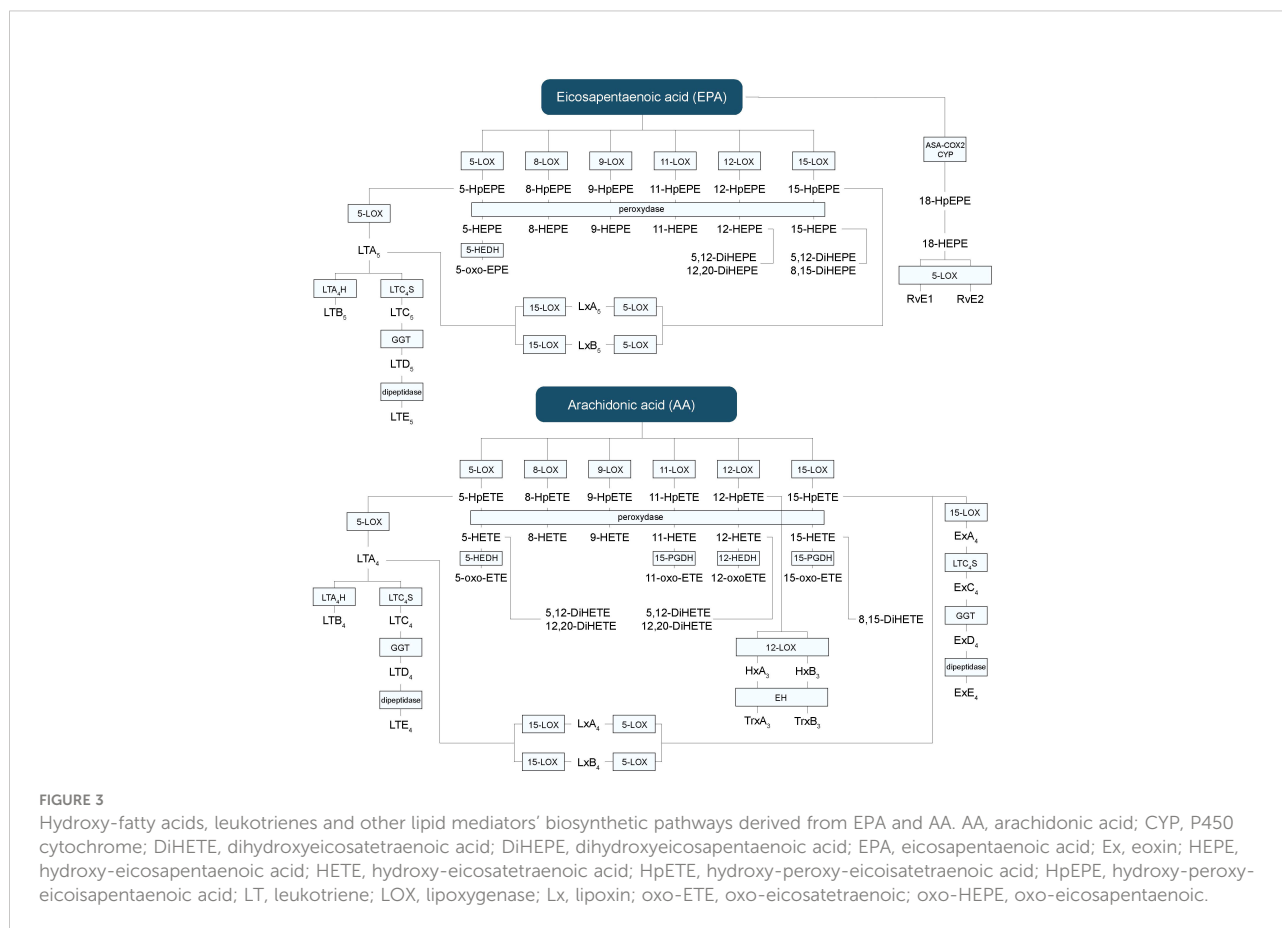 Eicosapentaenoic acid (EPA)
ASA-COX2
CYP
5-LOX 8-LOX 9-LOX 11-LOX 12-LOX 15-LOX
5-HpEPE 8-HpEPE 9-HpEPE 11-HpEPE 12-HpEPE 15-HpEPE
18-HpEPE
5-LOX
peroxydase
5-HEPE 8-HEPE 9-HEPE 11-HEPE 12-HEPE 15-HEPE
18-HEPE
LTA₅
5-HEDH
5-oxo-EPE
5,12-DiHEPE
12,20-DiHEPE
5,12-DiHEPE
8,15-DiHEPE
5-LOX
RvE1 RvE2
LTA₄H LTC₄S
LTB₅ LTC₅
15-LOX LxA₅ 5-LOX
GGT
15-LOX LxB₅ 5-LOX
LTD₅
dipeptidase
LTE₅
Arachidonic acid (AA)
5-LOX 8-LOX 9-LOX 11-LOX 12-LOX 15-LOX
5-HpETE 8-HpETE 9-HpETE 11-HpETE 12-HpETE 15-HpETE
5-LOX
peroxydase
15-LOX
5-HETE 8-HETE 9-HETE 11-HETE 12-HETE 15-HETE
ExA₄
LTA₄
5-HEDH 15-PGDH 12-HEDH 15-PGDH
LTC₄S
5-oxo-ETE 11-oxo-ETE 12-oxoETE 15-oxo-ETE
ExC₄
LTA₄H LTC₄S
LTB₄ LTC₄
5,12-DiHETE
12,20-DiHETE
5,12-DiHETE
12,20-DiHETE
8,15-DiHETE
GGT
ExD₄
GGT
12-LOX
LTD₄
HxA₃ HxB₃
dipeptidase
ExE₄
dipeptidase
EH
LTE₄
TrxA₃ TrxB₃
15-LOX LxA₄ 5-LOX
15-LOX LxB₄ 5-LOX
FIGURE 3
Hydroxy-fatty acids, leukotrienes and other lipid mediators’ biosynthetic pathways derived from EPA and AA. AA, arachidonic acid; CYP, P450
cytochrome; DiHETE, dihydroxyeicosatetraenoic acid; DiHEPE, dihydroxyeicosapentaenoic acid; EPA, eicosapentaenoic acid; Ex, eoxin; HEPE,
hydroxy-eicosapentaenoic acid; HETE, hydroxy-eicosatetraenoic acid; HpETE, hydroxy-peroxy-eicoisatetraenoic acid; HpEPE, hydroxy-peroxy-
eicoisapentaenoic acid; LT, leukotriene; LOX, lipoxygenase; Lx, lipoxin; oxo-ETE, oxo-eicosatetraenoic; oxo-HEPE, oxo-eicosapentaenoic.